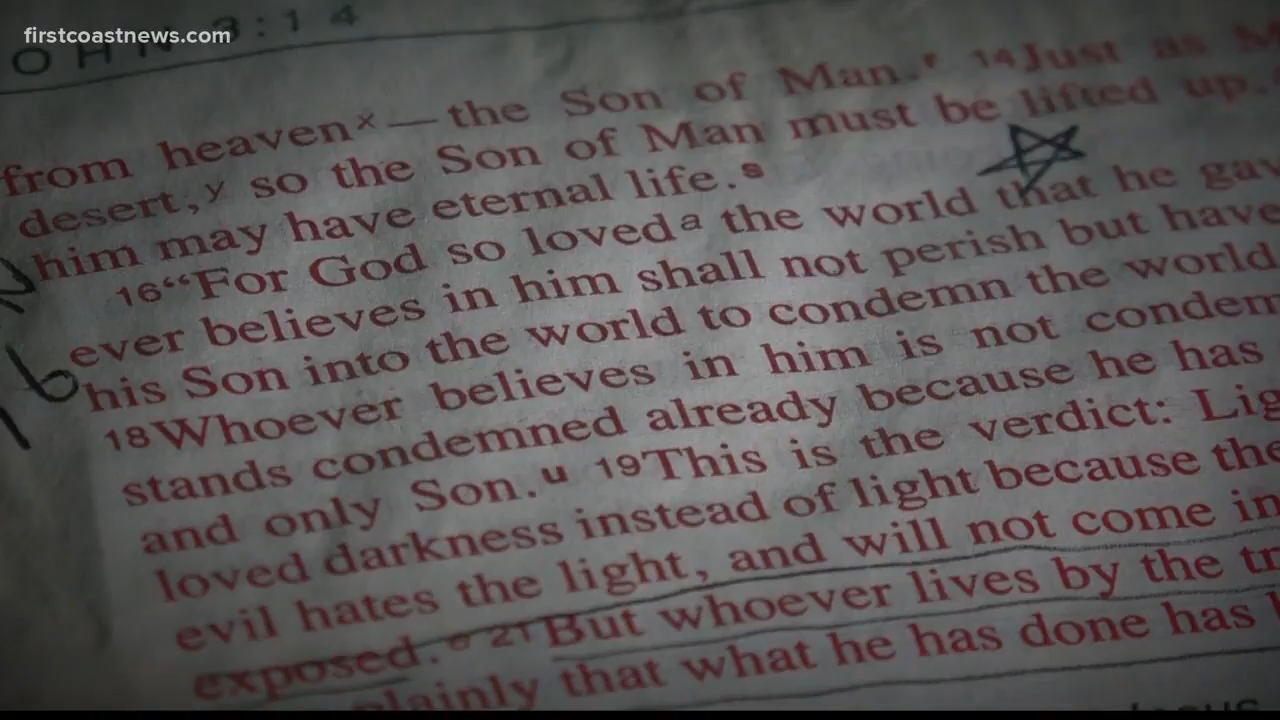 firstcoastnews.com
OHN 3:14
from heavenˣ—the Son of Man.ʳ ¹⁴Just as M
desert,ʸ so the Son of Man must be lifted up.
him may have eternal life.ˢ
¹⁶“For God so lovedᵃ the world that he gav
ever believes in him shall not perish but have
his Son into the world to condemn the world
¹⁸Whoever believes in him is not condem
stands condemned already because he has
and only Son.ᵘ ¹⁹This is the verdict: Lig
loved darkness instead of light because the
evil hates the light, and will not come in
exposed. ²¹But whoever lives by the tr
plainly that what he has done has
16